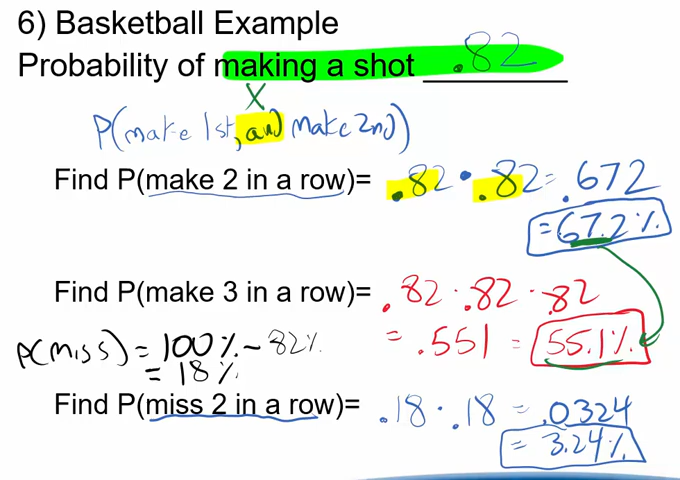 6) Basketball Example
Probability of making a shot .82
X
P(make 1st, and make 2nd)
Find P(make 2 in a row)= .82 · .82 = .672
= 67.2%
Find P(make 3 in a row)= .82 · .82 · .82
= .551 = 55.1%
P(miss) = 100% - 82%
= 18%
Find P(miss 2 in a row)= .18 · .18 = .0324
= 3.24%